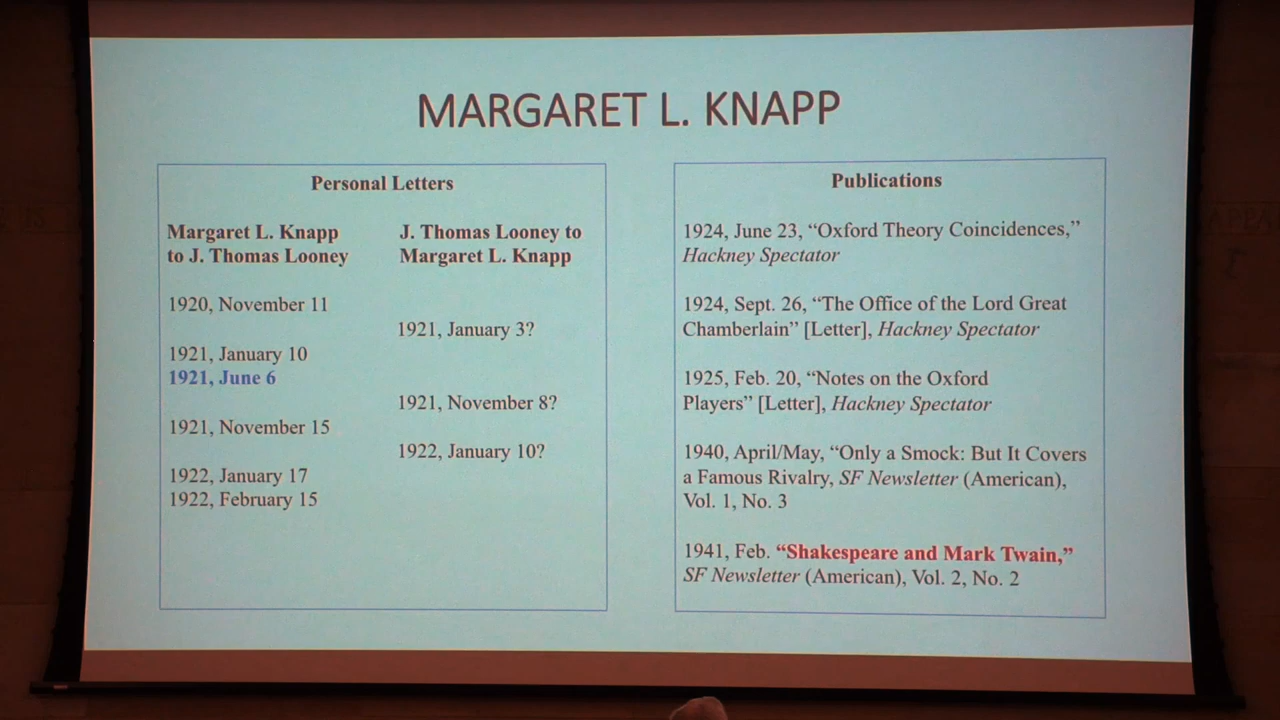 MARGARET L. KNAPP
Personal Letters
Margaret L. Knapp
to J. Thomas Looney
1920, November 11
1921, January 10
1921, June 6
1921, November 15
1922, January 17
1922, February 15
J. Thomas Looney to
Margaret L. Knapp
1921, January 3?
1921, November 8?
1922, January 10?
Publications
1924, June 23, “Oxford Theory Coincidences,”
Hackney Spectator
1924, Sept. 26, “The Office of the Lord Great
Chamberlain” [Letter], Hackney Spectator
1925, Feb. 20, “Notes on the Oxford
Players” [Letter], Hackney Spectator
1940, April/May, “Only a Smock: But It Covers
a Famous Rivalry, SF Newsletter (American),
Vol. 1, No. 3
1941, Feb. “Shakespeare and Mark Twain,”
SF Newsletter (American), Vol. 2, No. 2